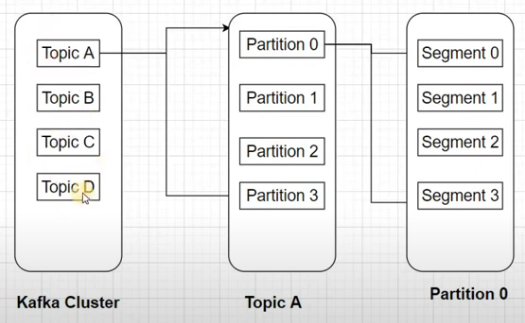 Topic A
Topic B
Topic C
Topic D
Kafka Cluster
Partition 0
Partition 1
Partition 2
Partition 3
Topic A
Segment 0
Segment 1
Segment 2
Segment 3
Partition 0